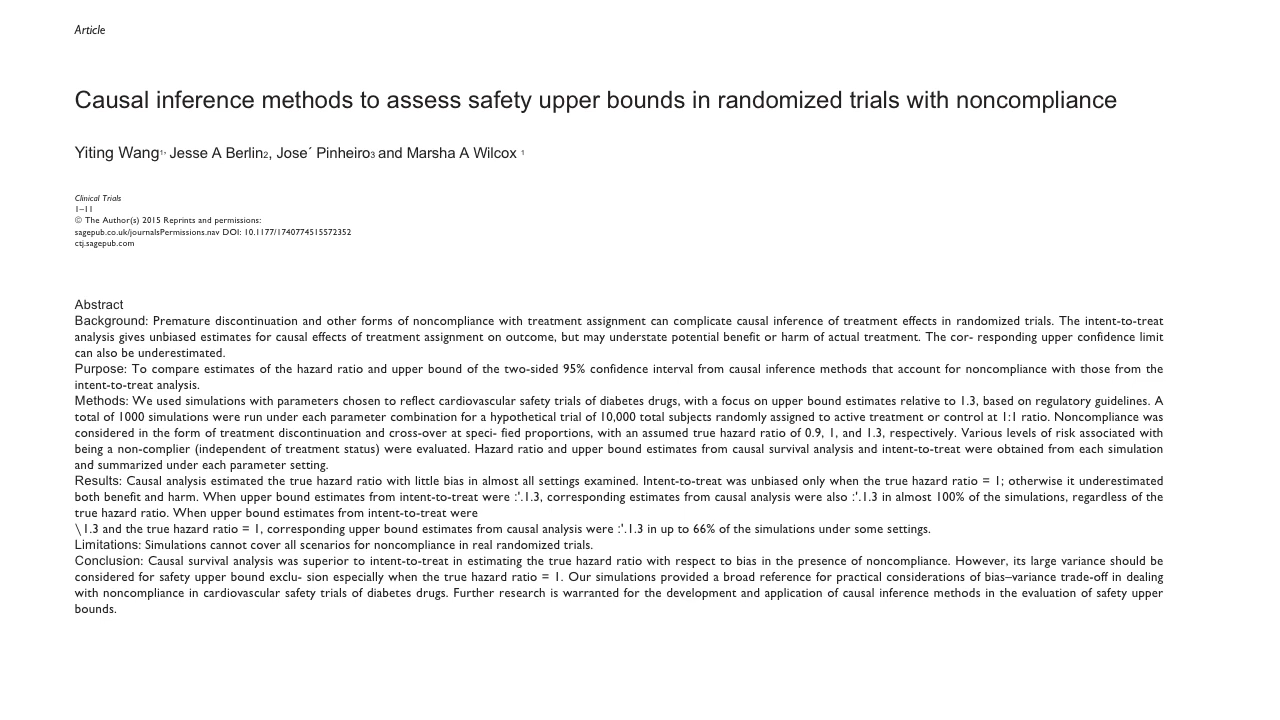 Article
Causal inference methods to assess safety upper bounds in randomized trials with noncompliance
Yiting Wang1, Jesse A Berlin2, Jose´ Pinheiro3 and Marsha A Wilcox 1
Clinical Trials
1–11
© The Author(s) 2015 Reprints and permissions:
sagepub.co.uk/journalsPermissions.nav DOI: 10.1177/1740774515572352
ctj.sagepub.com
Abstract
Background: Premature discontinuation and other forms of noncompliance with treatment assignment can complicate causal inference of treatment effects in randomized trials. The intent-to-treat
analysis gives unbiased estimates for causal effects of treatment assignment on outcome, but may understate potential benefit or harm of actual treatment. The cor- responding upper confidence limit
can also be underestimated.
Purpose: To compare estimates of the hazard ratio and upper bound of the two-sided 95% confidence interval from causal inference methods that account for noncompliance with those from the
intent-to-treat analysis.
Methods: We used simulations with parameters chosen to reflect cardiovascular safety trials of diabetes drugs, with a focus on upper bound estimates relative to 1.3, based on regulatory guidelines. A
total of 1000 simulations were run under each parameter combination for a hypothetical trial of 10,000 total subjects randomly assigned to active treatment or control at 1:1 ratio. Noncompliance was
considered in the form of treatment discontinuation and cross-over at speci- fied proportions, with an assumed true hazard ratio of 0.9, 1, and 1.3, respectively. Various levels of risk associated with
being a non-complier (independent of treatment status) were evaluated. Hazard ratio and upper bound estimates from causal survival analysis and intent-to-treat were obtained from each simulation
and summarized under each parameter setting.
Results: Causal analysis estimated the true hazard ratio with little bias in almost all settings examined. Intent-to-treat was unbiased only when the true hazard ratio = 1; otherwise it underestimated
both benefit and harm. When upper bound estimates from intent-to-treat were :'.1.3, corresponding estimates from causal analysis were also :'.1.3 in almost 100% of the simulations, regardless of the
true hazard ratio. When upper bound estimates from intent-to-treat were
\1.3 and the true hazard ratio = 1, corresponding upper bound estimates from causal analysis were :'.1.3 in up to 66% of the simulations under some settings.
Limitations: Simulations cannot cover all scenarios for noncompliance in real randomized trials.
Conclusion: Causal survival analysis was superior to intent-to-treat in estimating the true hazard ratio with respect to bias in the presence of noncompliance. However, its large variance should be
considered for safety upper bound exclu- sion especially when the true hazard ratio = 1. Our simulations provided a broad reference for practical considerations of bias–variance trade-off in dealing
with noncompliance in cardiovascular safety trials of diabetes drugs. Further research is warranted for the development and application of causal inference methods in the evaluation of safety upper
bounds.